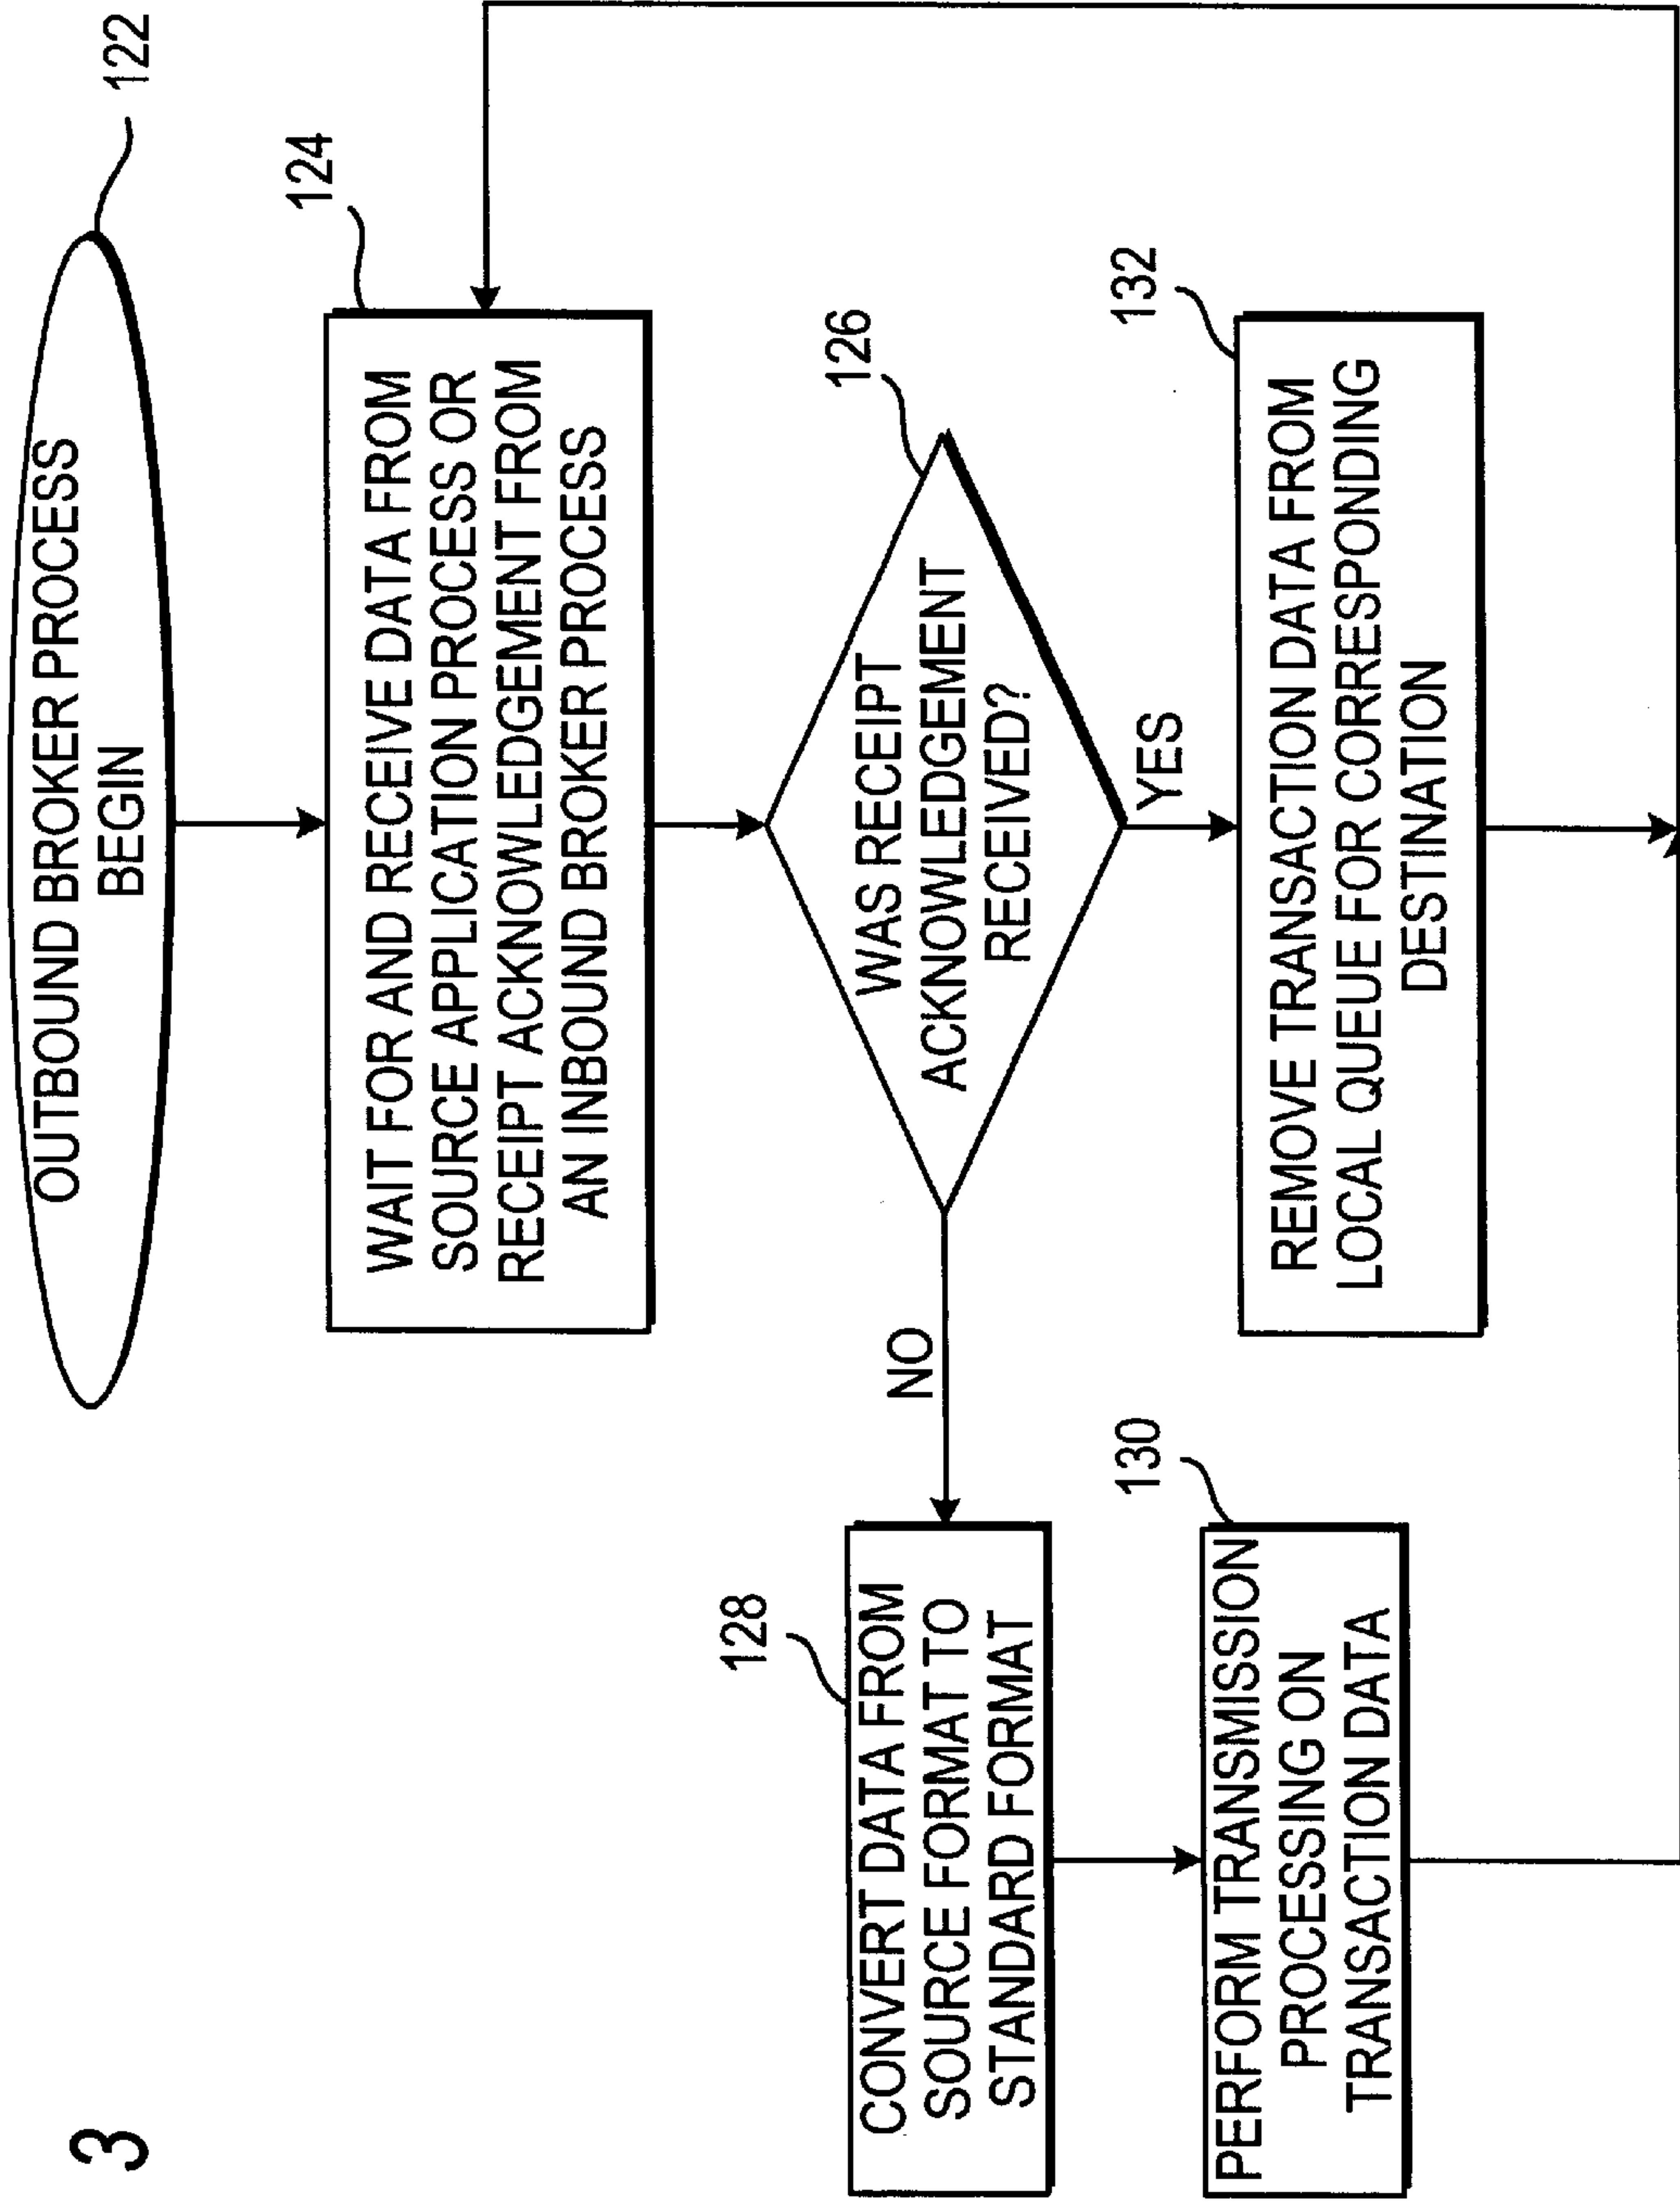 3
OUTBOUND BROKER PROCESS
BEGIN
122
124
WAIT FOR AND RECEIVE DATA FROM
SOURCE APPLICATION PROCESS OR
RECEIPT ACKNOWLEDGEMENT FROM
AN INBOUND BROKER PROCESS
126
WAS RECEIPT
ACKNOWLEDGMENT
RECEIVED?
NO
YES
128
CONVERT DATA FROM
SOURCE FORMAT TO
STANDARD FORMAT
130
PERFORM TRANSMISSION
PROCESSING ON
TRANSACTION DATA
132
REMOVE TRANSACTION DATA FROM
LOCAL QUEUE FOR CORRESPONDING
DESTINATION